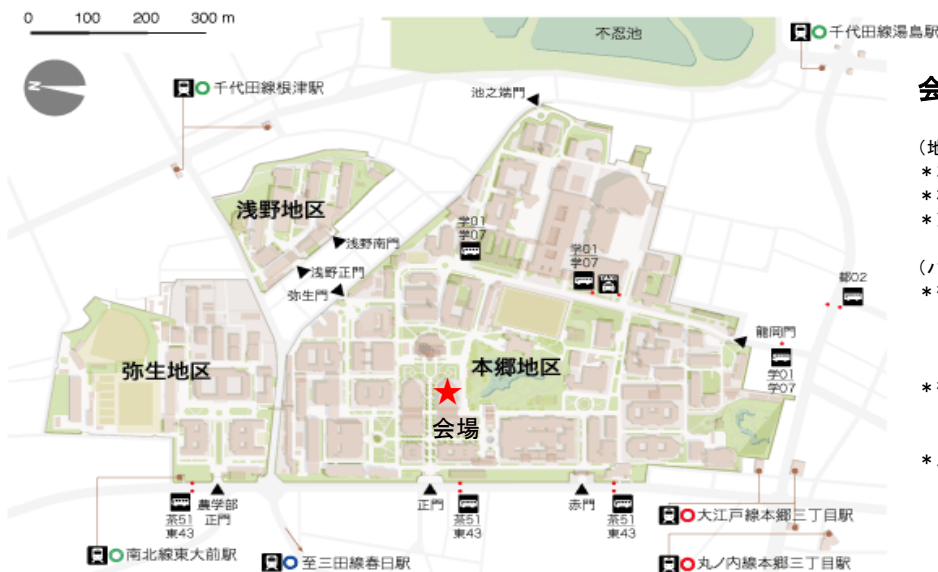 0 100 200 300 m
不忍池
千代田線湯島駅
N
千代田線根津駅
池之端門
会
(地
浅野地区
学01
学07
浅野南門
学01
学07
TAXI
浅野正門
弥生門
都02
(バ
龍岡門
弥生地区
本郷地区
学01
学07
会場
農学部
正門
茶51
東43
正門
茶51
東43
赤門
茶51
東43
大江戸線本郷三丁目駅
南北線東大前駅
至三田線春日駅
丸ノ内線本郷三丁目駅